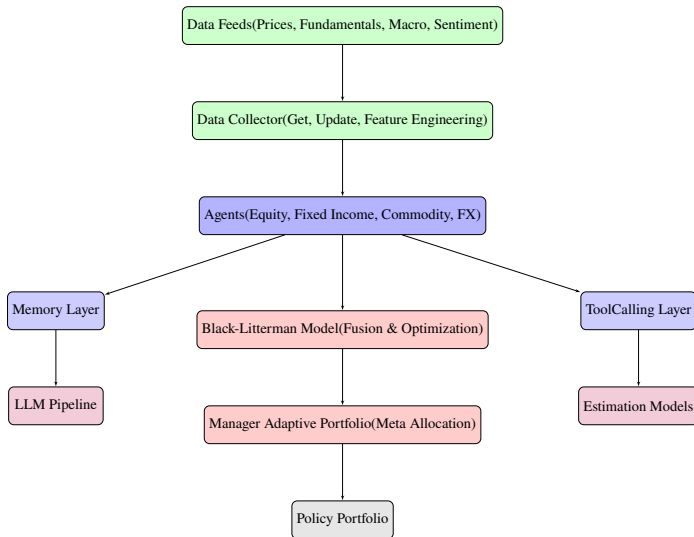 Data Feeds(Prices, Fundamentals, Macro, Sentiment)
Data Collector(Get, Update, Feature Engineering)
Agents(Equity, Fixed Income, Commodity, FX)
Memory Layer
Black-Litterman Model(Fusion & Optimization)
ToolCalling Layer
LLM Pipeline
Manager Adaptive Portfolio(Meta Allocation)
Estimation Models
Policy Portfolio